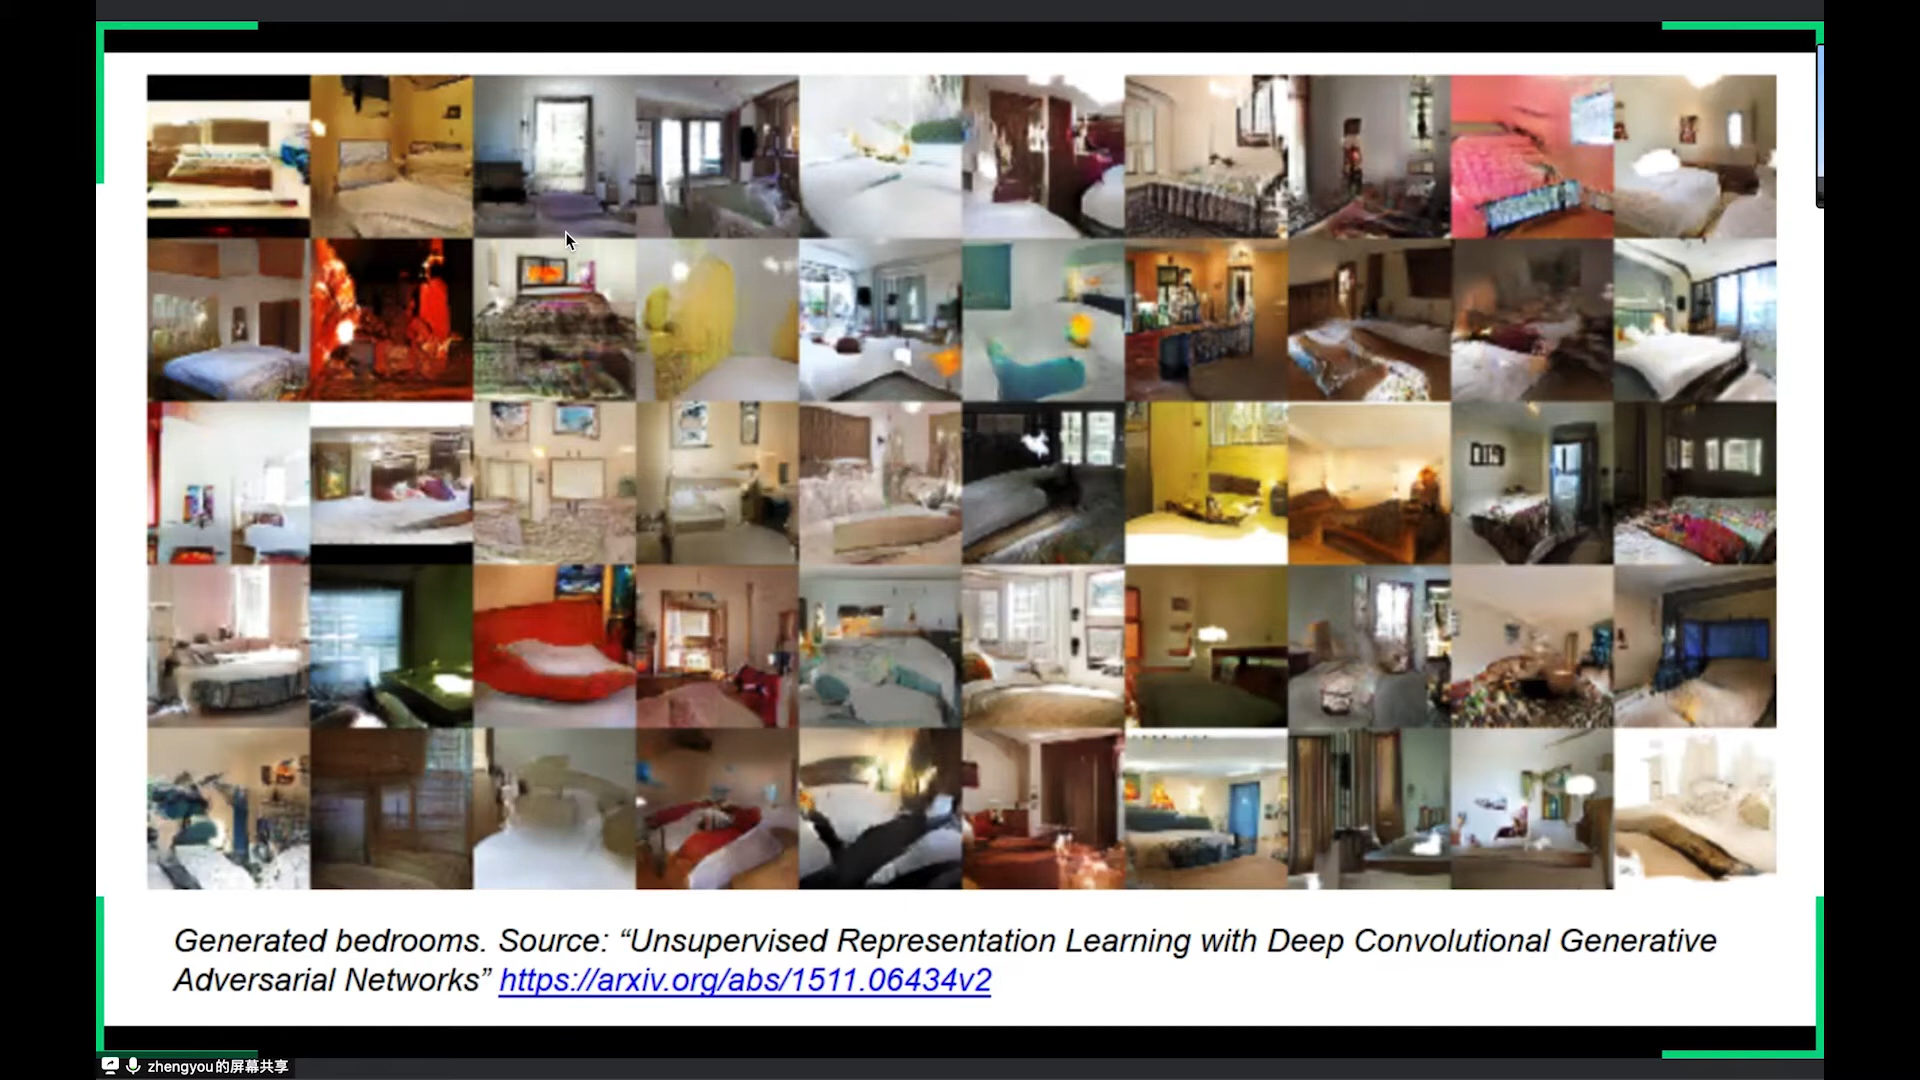 Generated bedrooms. Source: “Unsupervised Representation Learning with Deep Convolutional Generative
Adversarial Networks” https://arxiv.org/abs/1511.06434v2
zhengyou的屏幕共享